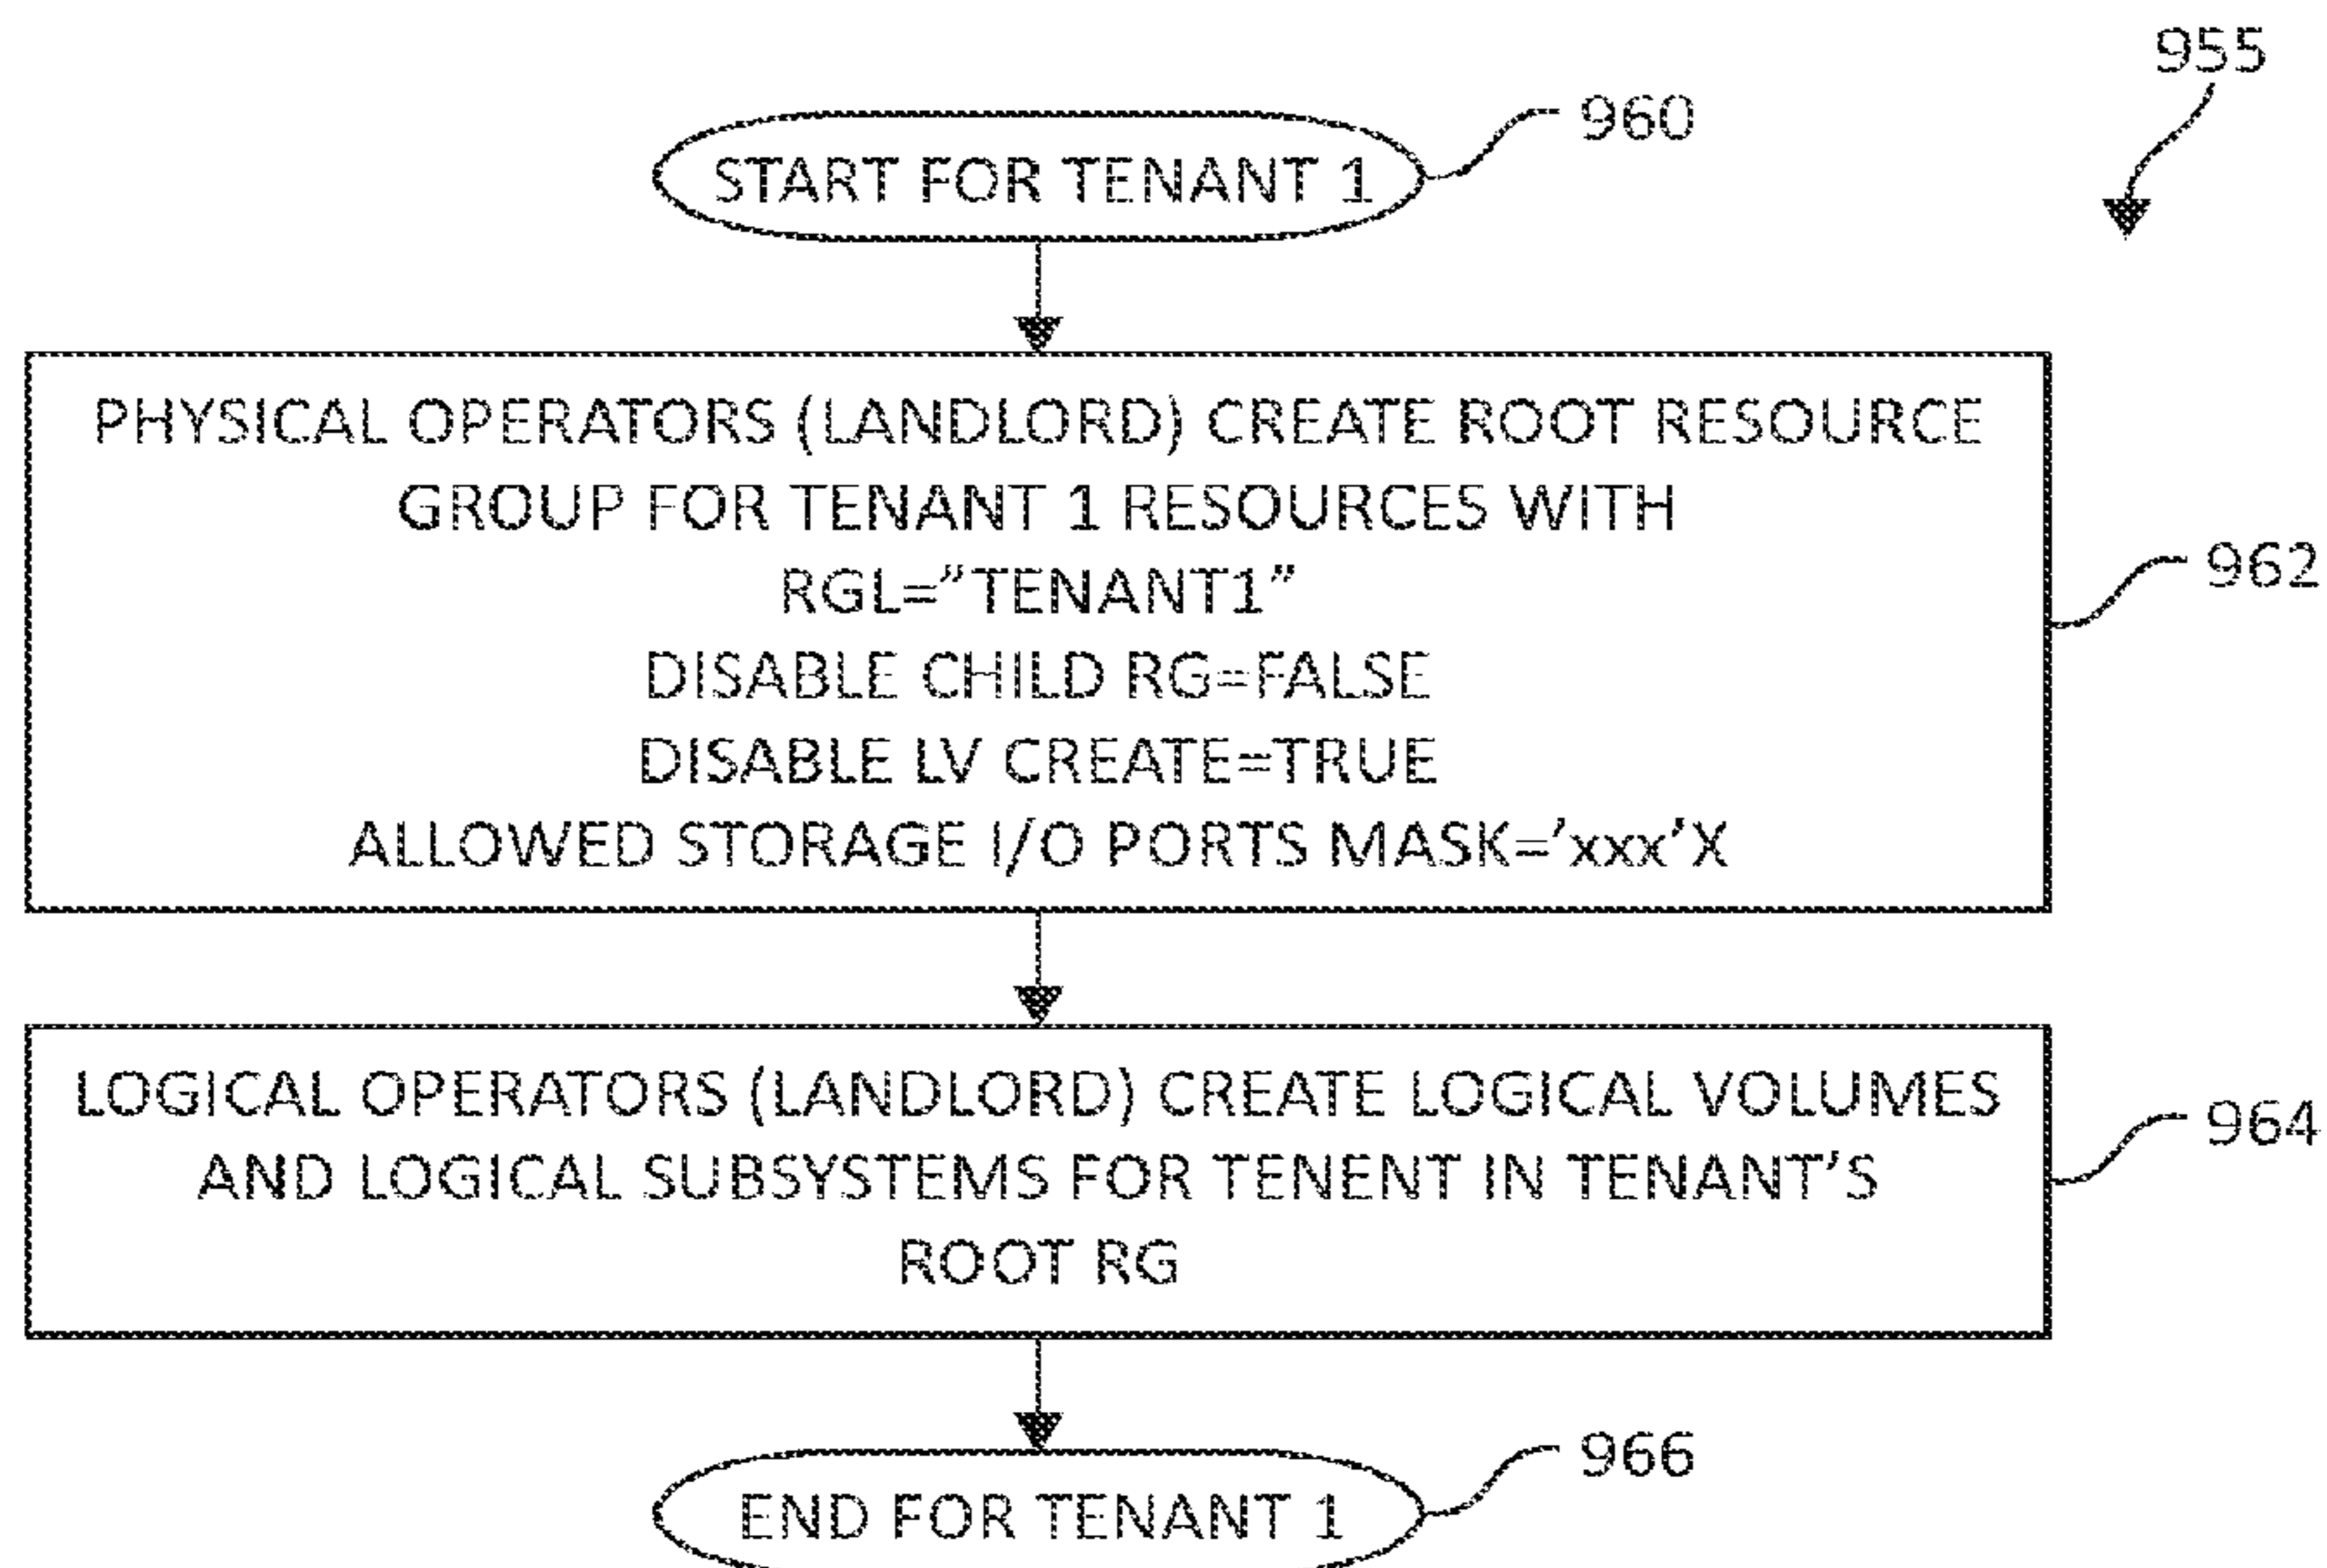 955
960
START FOR TENANT 1
PHYSICAL OPERATORS (LANDLORD) CREATE ROOT RESOURCE
GROUP FOR TENANT 1 RESOURCES WITH
RGL=”TENANT1”
DISABLE CHILD RG=FALSE
DISABLE LV CREATE=TRUE
ALLOWED STORAGE I/O PORTS MASK=’xxx’X
962
LOGICAL OPERATORS (LANDLORD) CREATE LOGICAL VOLUMES
AND LOGICAL SUBSYSTEMS FOR TENENT IN TENANT’S
ROOT RG
964
966
END FOR TENANT 1